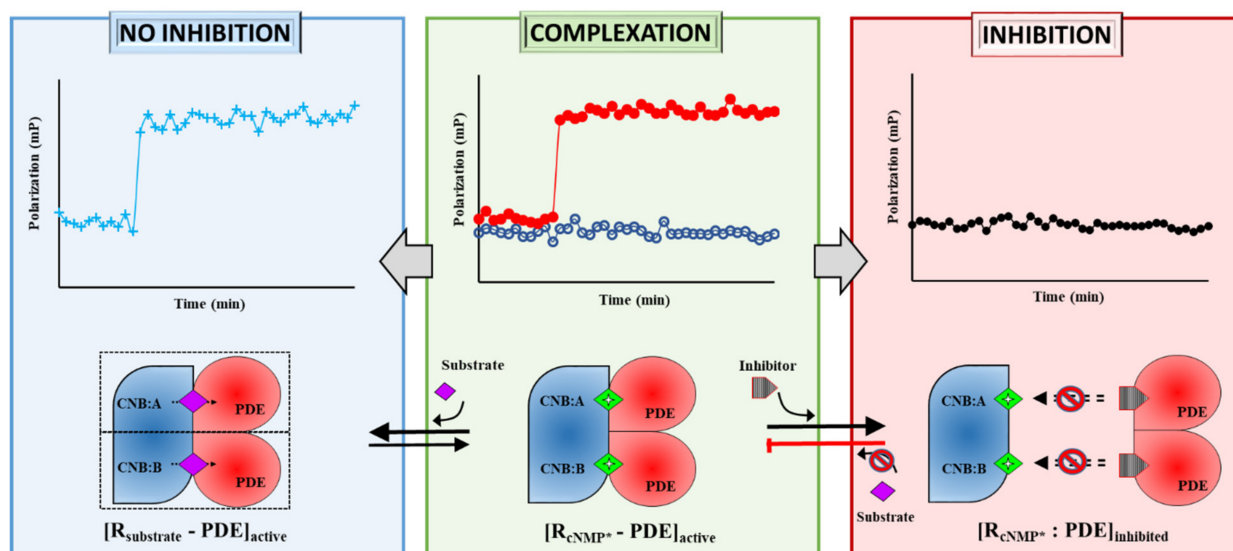 NO INHIBITION
Polarization (mP)
Time (min)
CNB:A
PDE
CNB:B
PDE
[Rsubstrate - PDE]active
COMPLEXATION
Polarization (mP)
Time (min)
Substrate
CNB:A
PDE
CNB:B
PDE
[RcNMP* - PDE]active
Inhibitor
Substrate
INHIBITION
Polarization (mP)
Time (min)
CNB:A
PDE
CNB:B
PDE
[RcNMP* : PDE]inhibited